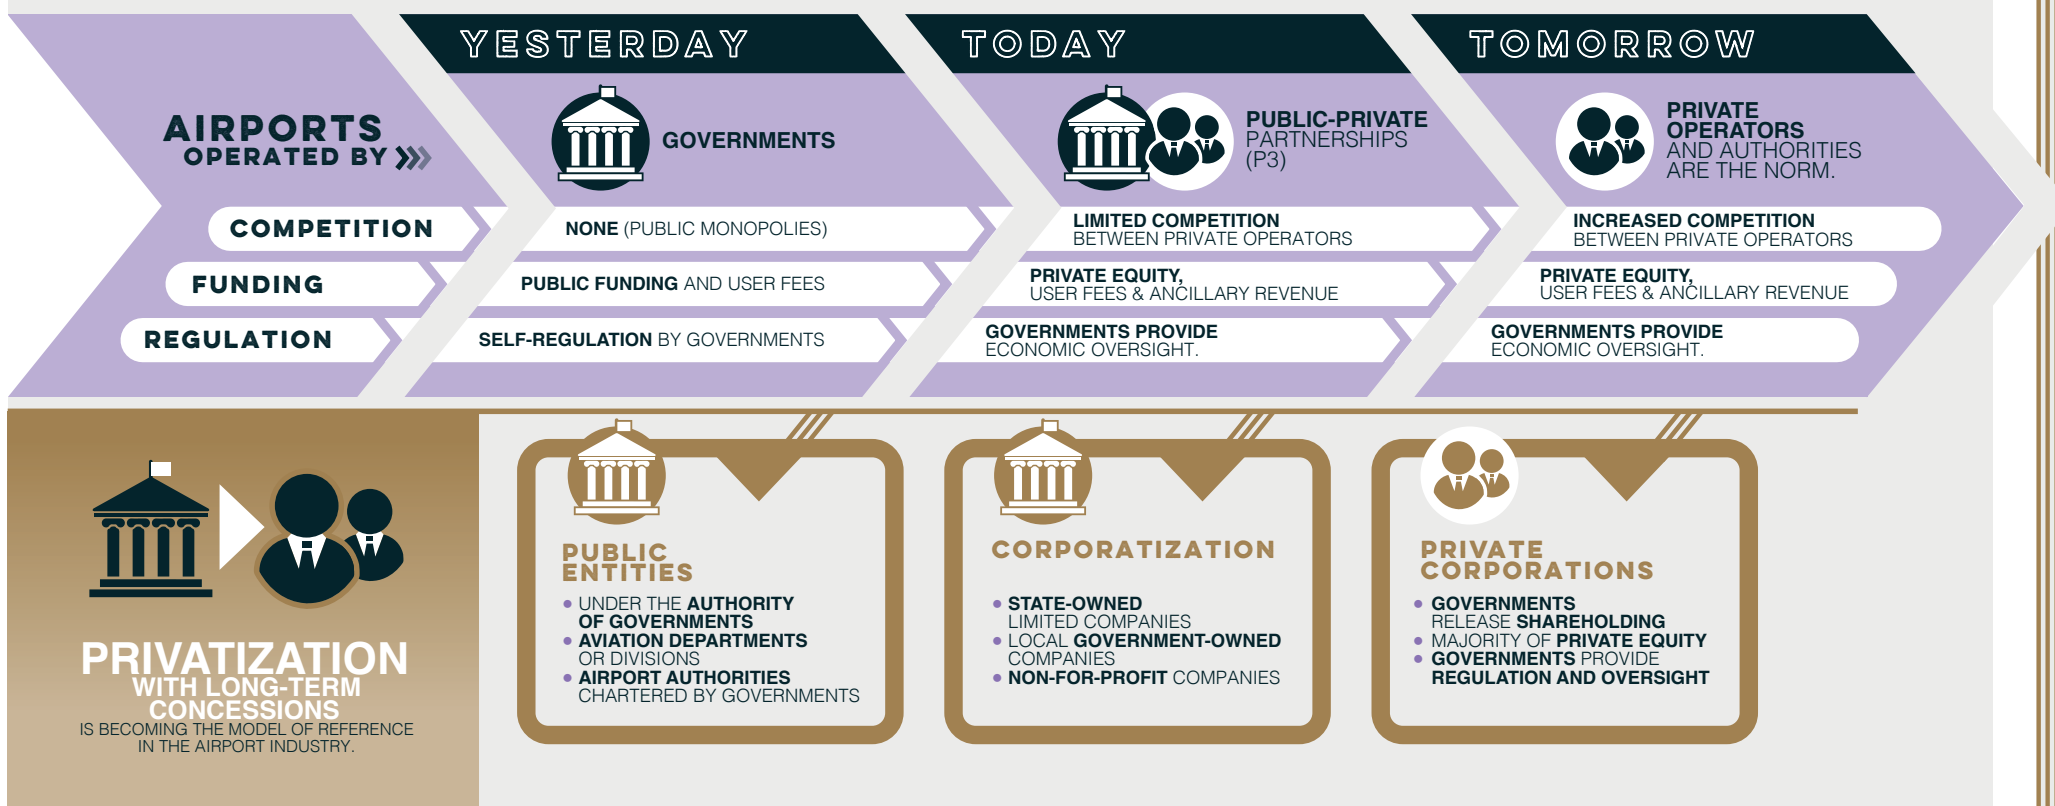 YESTERDAY
TODAY
TOMORROW
AIRPORTS
OPERATED BY
GOVERNMENTS
PUBLIC-PRIVATE
PARTNERSHIPS
(P3)
PRIVATE
OPERATORS
AND AUTHORITIES
ARE THE NORM.
COMPETITION
NONE (PUBLIC MONOPOLIES)
LIMITED COMPETITION
BETWEEN PRIVATE OPERATORS
INCREASED COMPETITION
BETWEEN PRIVATE OPERATORS
FUNDING
PUBLIC FUNDING AND USER FEES
PRIVATE EQUITY,
USER FEES & ANCILLARY REVENUE
PRIVATE EQUITY,
USER FEES & ANCILLARY REVENUE
REGULATION
SELF-REGULATION BY GOVERNMENTS
GOVERNMENTS PROVIDE
ECONOMIC OVERSIGHT.
GOVERNMENTS PROVIDE
ECONOMIC OVERSIGHT.
PRIVATIZATION
WITH LONG-TERM
CONCESSIONS
IS BECOMING THE MODEL OF REFERENCE
IN THE AIRPORT INDUSTRY.
PUBLIC
ENTITIES
• UNDER THE AUTHORITY
OF GOVERNMENTS
• AVIATION DEPARTMENTS
OR DIVISIONS
• AIRPORT AUTHORITIES
CHARTERED BY GOVERNMENTS
CORPORATIZATION
• STATE-OWNED
LIMITED COMPANIES
• LOCAL GOVERNMENT-OWNED
COMPANIES
• NON-FOR-PROFIT COMPANIES
PRIVATE
CORPORATIONS
• GOVERNMENTS
RELEASE SHAREHOLDING
• MAJORITY OF PRIVATE EQUITY
• GOVERNMENTS PROVIDE
REGULATION AND OVERSIGHT